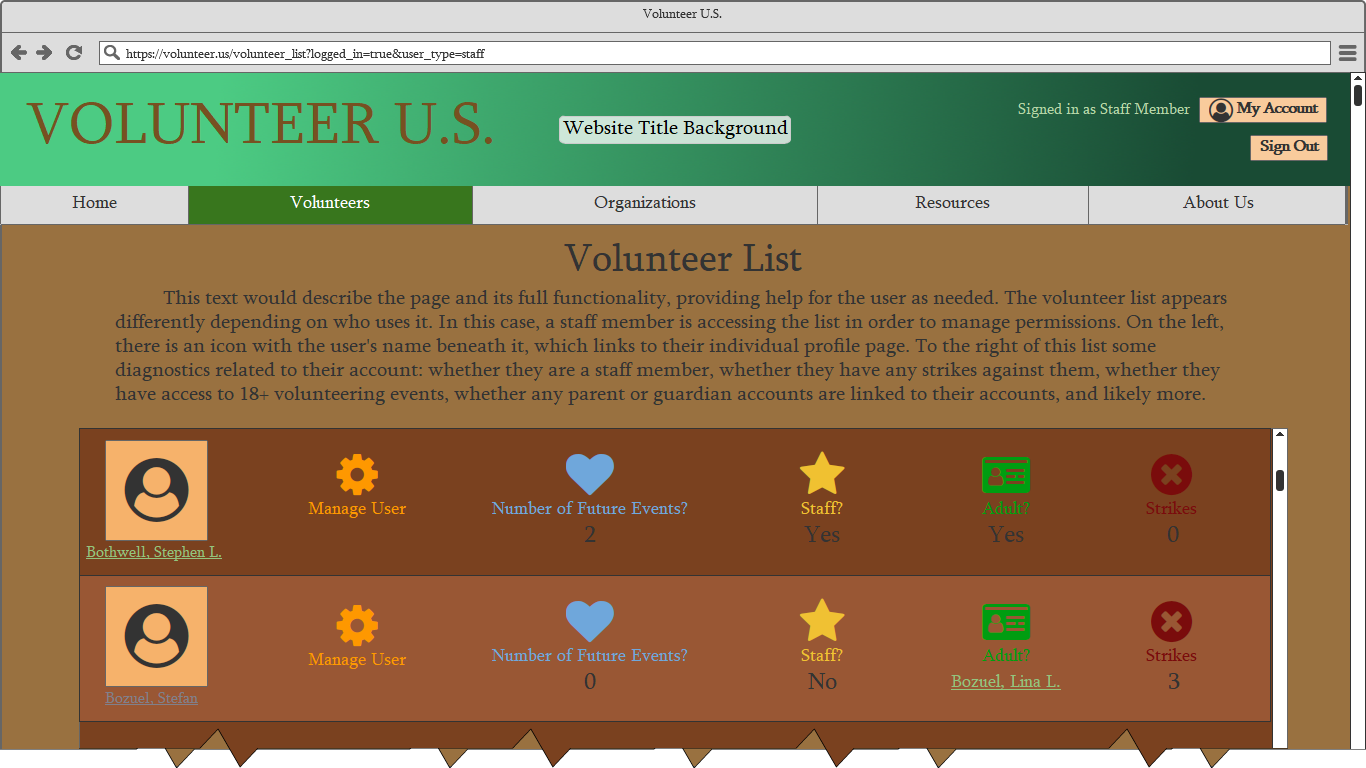 Volunteer U.S.
https://volunteer.us/volunteer_list?logged_in=true&user_type=staff
VOLUNTEER U.S.
Website Title Background
Signed in as Staff Member
My Account
Sign Out
Home
Volunteers
Organizations
Resources
About Us
Volunteer List
This text would describe the page and its full functionality, providing help for the user as needed. The volunteer list appears
differently depending on who uses it. In this case, a staff member is accessing the list in order to manage permissions. On the left,
there is an icon with the user's name beneath it, which links to their individual profile page. To the right of this list some
diagnostics related to their account: whether they are a staff member, whether they have any strikes against them, whether they
have access to 18+ volunteering events, whether any parent or guardian accounts are linked to their accounts, and likely more.
Bothwell, Stephen L.
Manage User
Number of Future Events?
2
Staff?
Yes
Adult?
Yes
Strikes
0
Bozuel, Stefan
Manage User
Number of Future Events?
0
Staff?
No
Adult?
Bozuel, Lina L.
Strikes
3